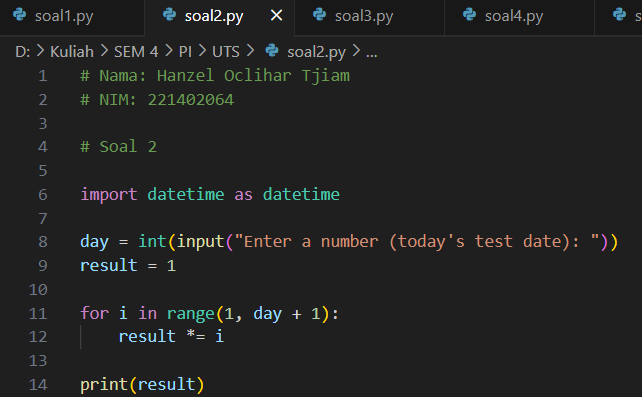 soal1.py soal2.py × soal3.py soal4.py s
D: > Kuliah > SEM 4 > PI > UTS > soal2.py > ...
1 # Nama: Hanzel Oclihar Tjiam
2 # NIM: 221402064
3
4 # Soal 2
5
6 import datetime as datetime
7
8 day = int(input("Enter a number (today's test date): "))
9 result = 1
10
11 for i in range(1, day + 1):
12     result *= i
13
14 print(result)